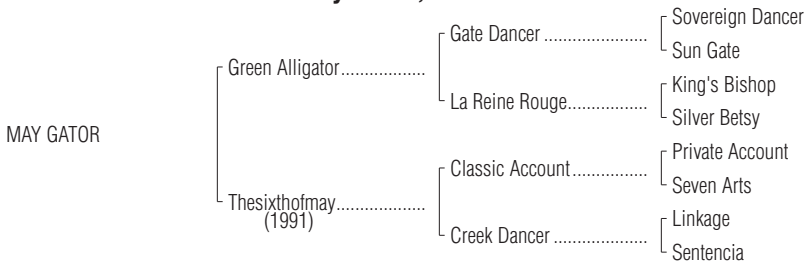 Sovereign Dancer
Gate Dancer ......................
Sun Gate
Green Alligator..................
King's Bishop
La Reine Rouge.................
Silver Betsy
MAY GATOR
Private Account
Classic Account................
Seven Arts
Thesixthofmay...................
(1991)
Linkage
Creek Dancer ....................
Sentencia